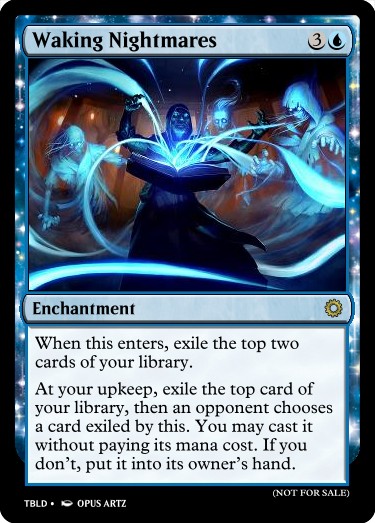 Waking Nightmares 3
Enchantment
When this enters, exile the top two
cards of your library.
At your upkeep, exile the top card of
your library, then an opponent chooses
a card exiled by this. You may cast it
without paying its mana cost. If you
don't, put it into its owner's hand.
(NOT FOR SALE)
TBLD • OPUS ARTZ